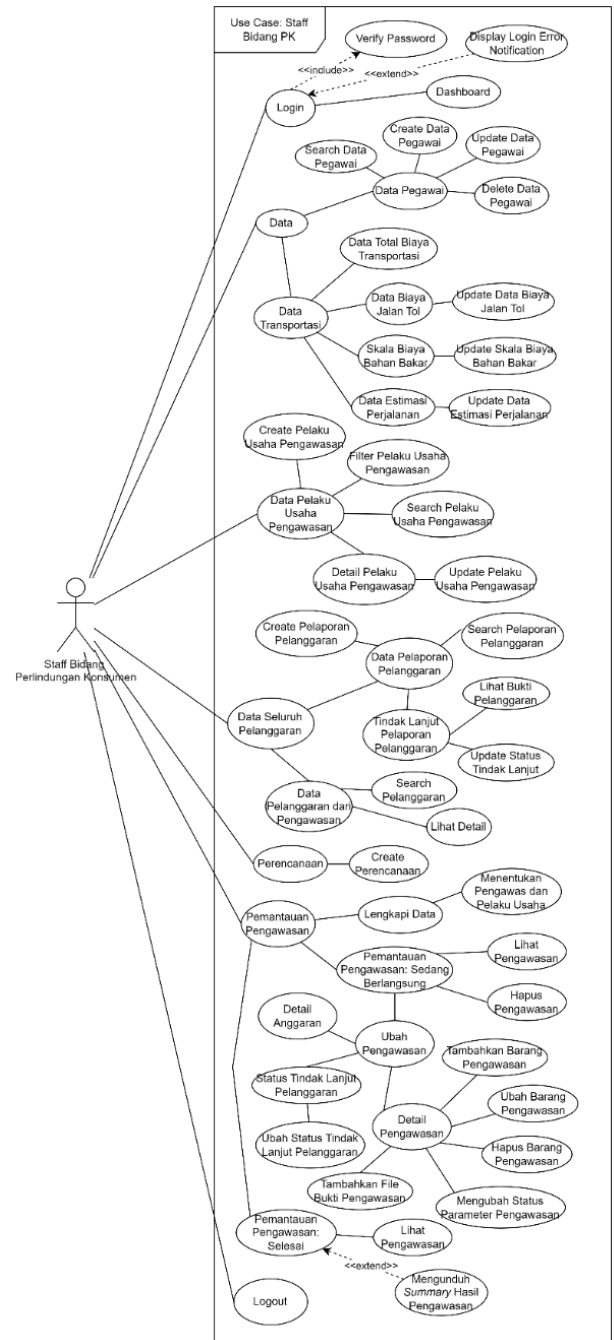 Use Case: Staff
Bidang PK
Verify Password
Display Login Error
Notification
<<include>>
<<extend>>
Login
Dashboard
Search Data
Pegawai
Create Data
Pegawai
Update Data
Pegawai
Data Pegawai
Delete Data
Pegawai
Data
Data Total Biaya
Transportasi
Data
Transportasi
Data Biaya
Jalan Tol
Update Data Biaya
Jalan Tol
Skala Biaya
Bahan Bakar
Update Skala Biaya
Bahan Bakar
Data Estimasi
Perjalanan
Update Data
Estimasi Perjalanan
Create Pelaku
Usaha Pengawasan
Filter Pelaku Usaha
Pengawasan
Data Pelaku
Usaha
Pengawasan
Search Pelaku
Usaha Pengawasan
Detail Pelaku
Usaha Pengawasan
Update Pelaku
Usaha Pengawasan
Staff Bidang
Perlindungan Konsumen
Create Pelaporan
Pelanggaran
Search Pelaporan
Pelanggaran
Data Pelaporan
Pelanggaran
Lihat Bukti
Pelanggaran
Data Seluruh
Pelanggaran
Tindak Lanjut
Pelaporan
Pelanggaran
Update Status
Tindak Lanjut
Data
Pelanggaran dari
Pengawasan
Search
Pelanggaran
Lihat Detail
Perencanaan
Create
Perencanaan
Pemantauan
Pengawasan
Lengkapi Data
Menentukan
Pengawas dan
Pelaku Usaha
Pemantauan
Pengawasan: Sedang
Berlangsung
Lihat
Pengawasan
Hapus
Pengawasan
Detail
Anggaran
Ubah
Pengawasan
Tambahkan Barang
Pengawasan
Status Tindak Lanjut
Pelanggaran
Ubah Barang
Pengawasan
Detail
Pengawasan
Ubah Status Tindak
Lanjut Pelanggaran
Hapus Barang
Pengawasan
Tambahkan File
Bukti Pengawasan
Mengubah Status
Parameter Pengawasan
Pemantauan
Pengawasan:
Selesai
Lihat
Pengawasan
<<extend>>
Mengunduh
Summary Hasil
Pengawasan
Logout